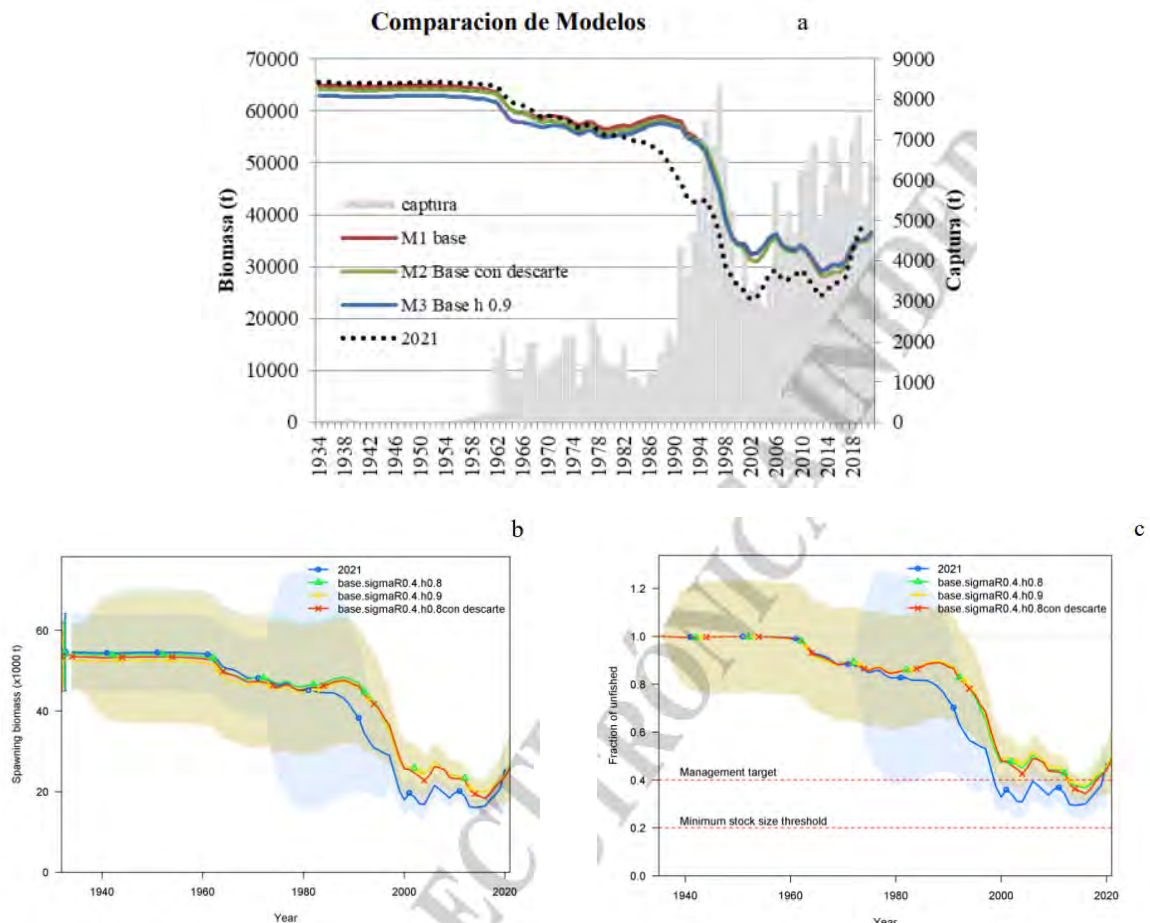 Comparacion de Modelos
a
70000
60000
50000
40000
30000
20000
10000
0
Biomasa (t)
captura
M1 base
M2 Base con descarte
M3 Base h 0.9
2021
9000
8000
7000
6000
5000
4000
3000
2000
1000
0
Captura (t)
1934
1938
1942
1946
1950
1954
1958
1962
1966
1970
1974
1978
1982
1986
1990
1994
1998
2002
2006
2010
2014
2018
b
2021
base.sigmaR0.4.h0.8
base.sigmaR0.4.h0.9
base.sigmaR0.4.h0.8con descarte
Spawning biomass (x1000 t)
60
40
20
0
1940
1960
1980
2000
2020
Year
c
2021
base.sigmaR0.4.h0.8
base.sigmaR0.4.h0.9
base.sigmaR0.4.h0.8con descarte
Fraction of unfished
1.2
1.0
0.8
0.6
0.4
0.2
0.0
Management target
Minimum stock size threshold
1940
1960
1980
2000
2020
Year